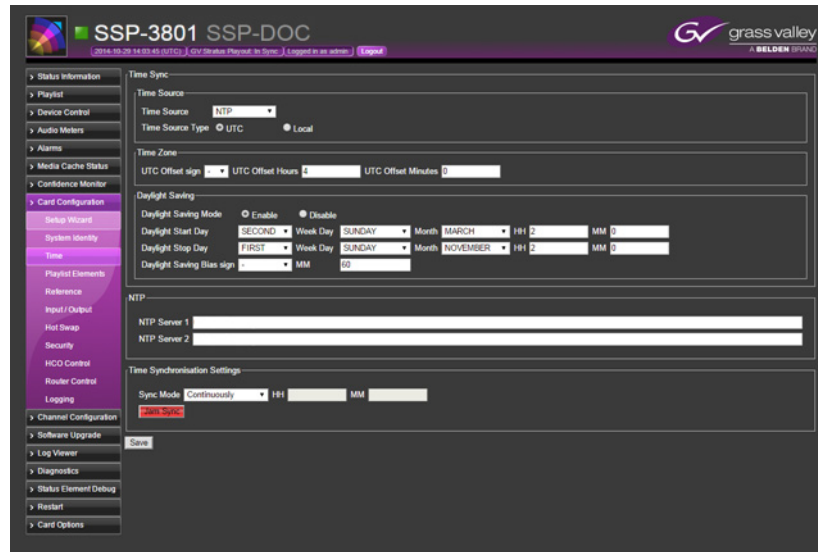 SSP-3801 SSP-DOC
2014-10-29 14:03:45 (UTC) GV Stratus Playout: In Sync Logged in as admin Logout
GV grass valley
A BELDEN BRAND
> Status Information
> Playlist
> Device Control
> Audio Meters
> Alarms
> Media Cache Status
> Confidence Monitor
> Card Configuration
Setup Wizard
System Identity
Time
Playlist Elements
Reference
Input / Output
Hot Swap
Security
HCO Control
Router Control
Logging
> Channel Configuration
> Software Upgrade
> Log Viewer
> Diagnostics
> Status Element Debug
> Restart
> Card Options
Time Sync
Time Source
Time Source NTP
Time Source Type UTC Local
Time Zone
UTC Offset sign - UTC Offset Hours 4 UTC Offset Minutes 0
Daylight Saving
Daylight Saving Mode Enable Disable
Daylight Start Day SECOND Week Day SUNDAY Month MARCH HH 2 MM 0
Daylight Stop Day FIRST Week Day SUNDAY Month NOVEMBER HH 2 MM 0
Daylight Saving Bias sign - MM 60
NTP
NTP Server 1
NTP Server 2
Time Synchronisation Settings
Sync Mode Continuously HH MM
Jam Sync
Save